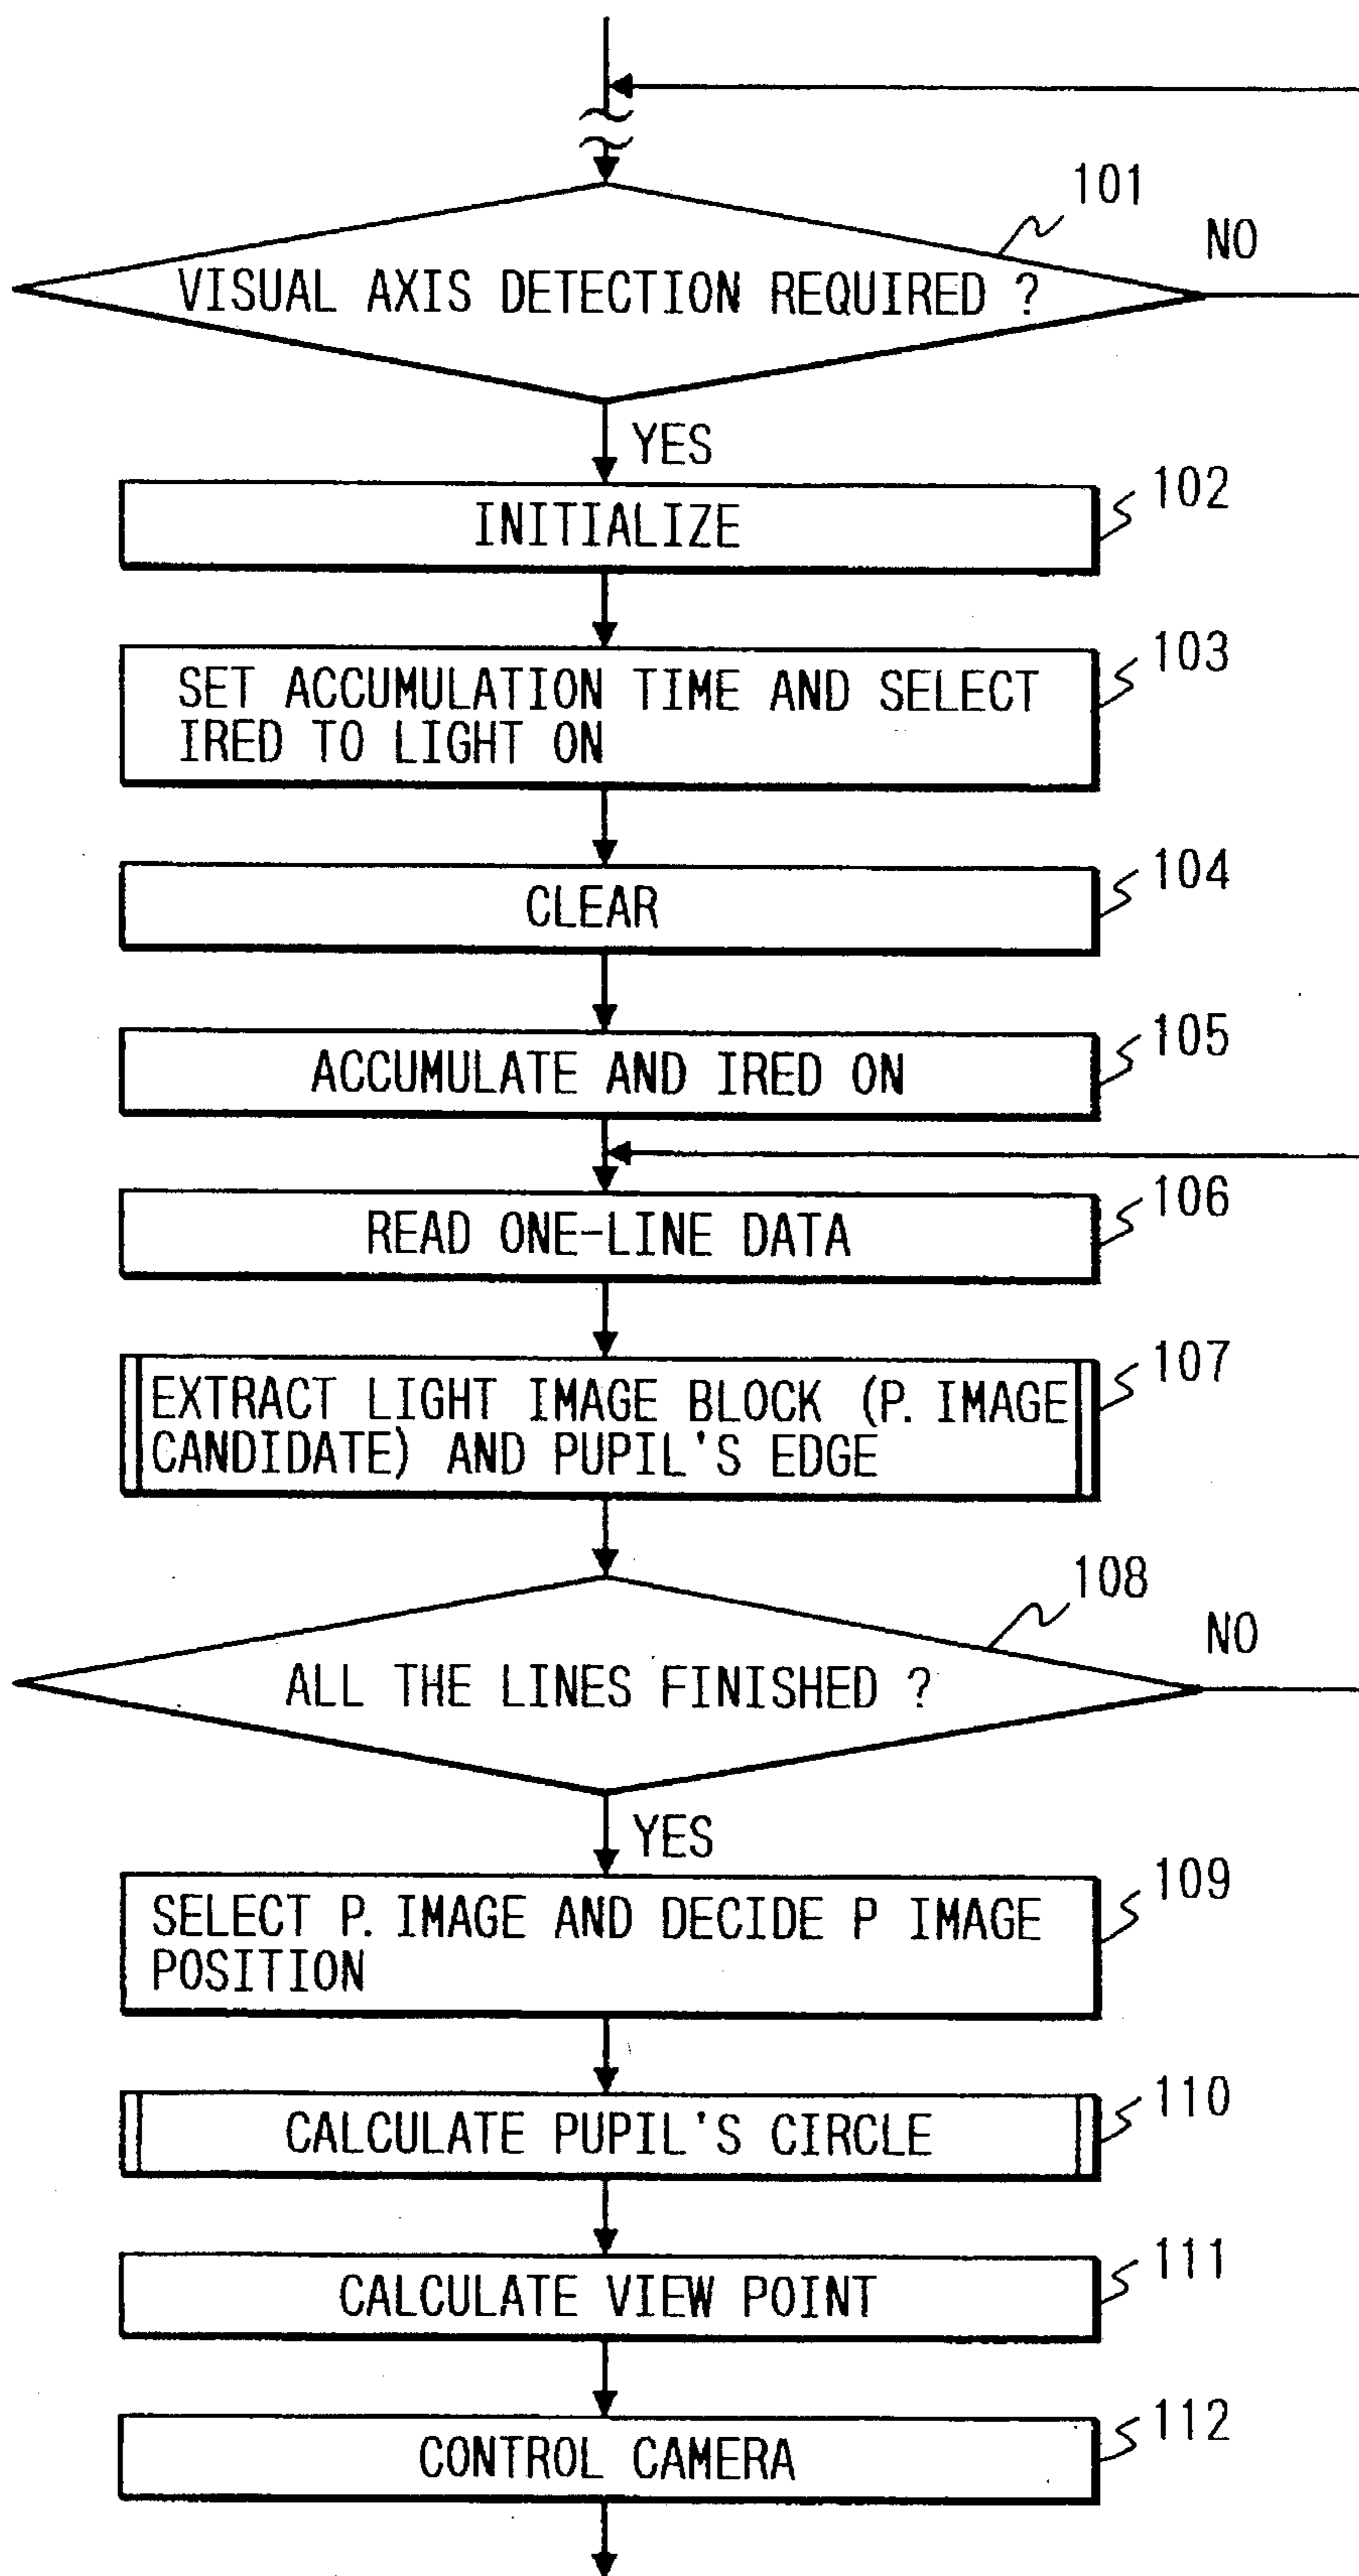 101
NO
VISUAL AXIS DETECTION REQUIRED ?
YES
102
INITIALIZE
103
SET ACCUMULATION TIME AND SELECT
IRED TO LIGHT ON
104
CLEAR
105
ACCUMULATE AND IRED ON
106
READ ONE-LINE DATA
107
EXTRACT LIGHT IMAGE BLOCK (P. IMAGE
CANDIDATE) AND PUPIL'S EDGE
108
NO
ALL THE LINES FINISHED ?
YES
109
SELECT P. IMAGE AND DECIDE P IMAGE
POSITION
110
CALCULATE PUPIL'S CIRCLE
111
CALCULATE VIEW POINT
112
CONTROL CAMERA